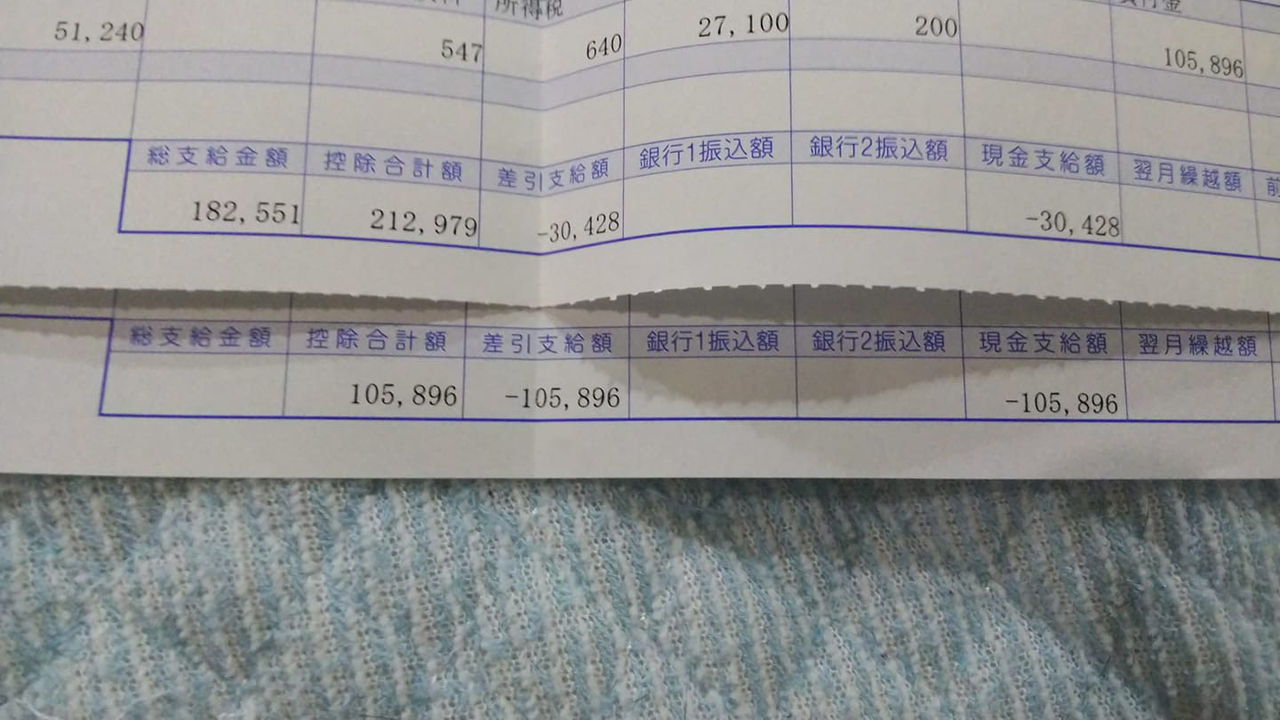 所得税
51,240 547 640 27,100 200 105,896
総支給金額 控除合計額 差引支給額 銀行1振込額 銀行2振込額 現金支給額 翌月繰越額 前
182,551 212,979 -30,428 -30,428
総支給金額 控除合計額 差引支給額 銀行1振込額 銀行2振込額 現金支給額 翌月繰越額
105,896 -105,896 -105,896